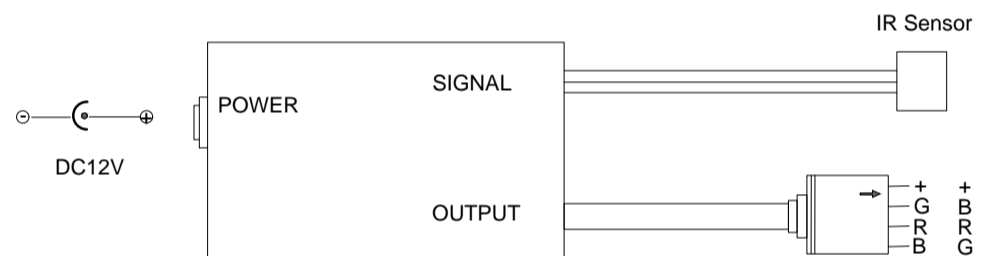 IR Sensor
SIGNAL
POWER
- +
DC12V
OUTPUT
+ +
G B
R R
B G